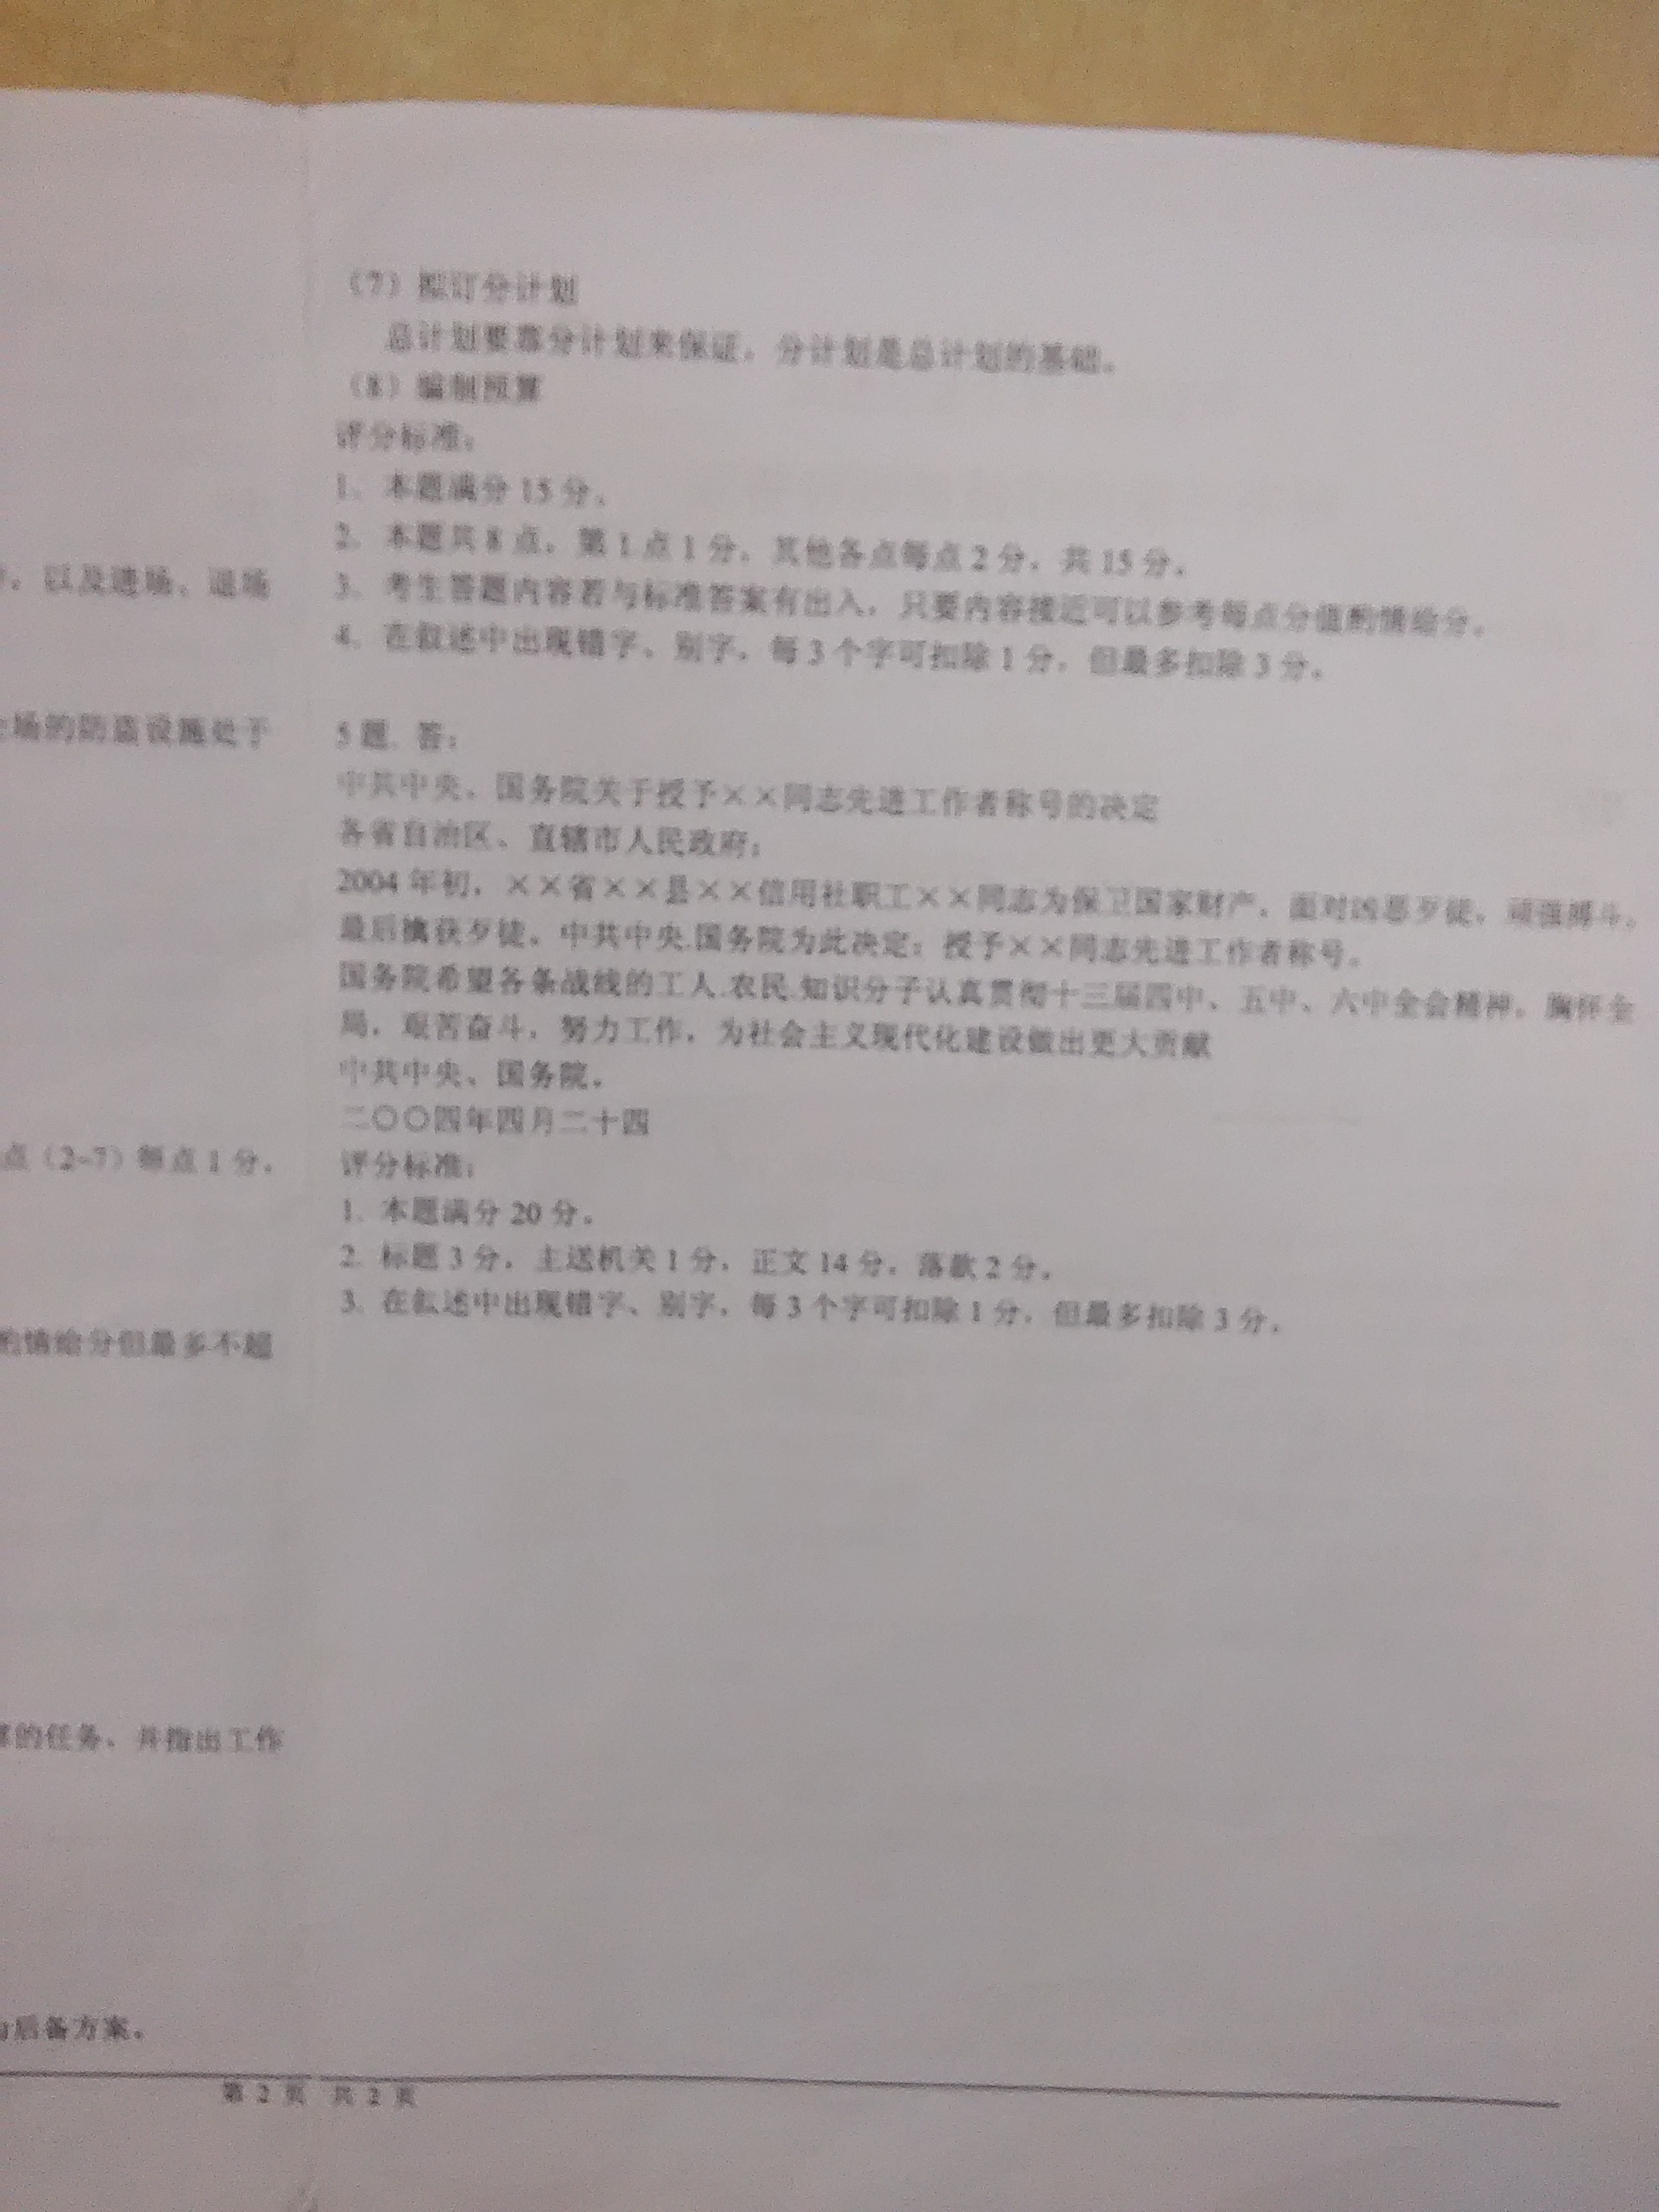 ，以及进场、退场
场的防盗设施处于
点（2-7）每点1分，
酌情给分但最多不超
的任务，并指出工作
后备方案。
（7）拟订分计划
总计划要靠分计划来保证，分计划是总计划的基础。
（8）编制预算
评分标准：
1、本题满分15分。
2、本题共8点，第1点1分，其他各点每点2分，共15分。
3、考生答题内容若与标准答案有出入，只要内容接近可以参考每点分值酌情给分。
4、在叙述中出现错字、别字，每3个字可扣除1分，但最多扣除3分。
5题. 答：
中共中央、国务院关于授予××同志先进工作者称号的决定
各省自治区、直辖市人民政府：
2004年初，××省××县××信用社职工××同志为保卫国家财产，面对凶恶歹徒，顽强搏斗，
最后擒获歹徒。中共中央.国务院为此决定：授予××同志先进工作者称号。
国务院希望各条战线的工人.农民.知识分子认真贯彻十三届四中、五中、六中全会精神，胸怀全
局，艰苦奋斗，努力工作，为社会主义现代化建设做出更大贡献
中共中央、国务院。
二〇〇四年四月二十四
评分标准：
1. 本题满分20分。
2. 标题3分，主送机关1分，正文14分，落款2分。
3. 在叙述中出现错字、别字，每3个字可扣除1分，但最多扣除3分。
第 2 页 共 2 页